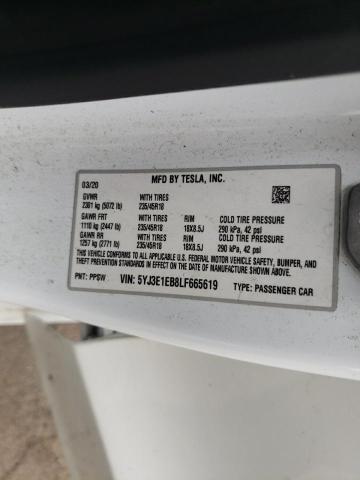 MFD BY TESLA, INC.
03/20
GVWR WITH TIRES
2301 kg (5072 lb) 235/45R18
GAWR FRT WITH TIRES RIM COLD TIRE PRESSURE
1110 kg (2447 lb) 235/45R18 18X8.5J 290 kPa, 42 psi
GAWR RR WITH TIRES RIM COLD TIRE PRESSURE
1257 kg (2771 lb) 235/45R18 18X8.5J 290 kPa, 42 psi
THIS VEHICLE CONFORMS TO ALL APPLICABLE U.S. FEDERAL MOTOR VEHICLE SAFETY, BUMPER, AND
THEFT PREVENTION STANDARDS IN EFFECT ON THE DATE OF MANUFACTURE SHOWN ABOVE.
PNT: PPSW VIN: 5YJ3E1EB8LF665619 TYPE: PASSENGER CAR